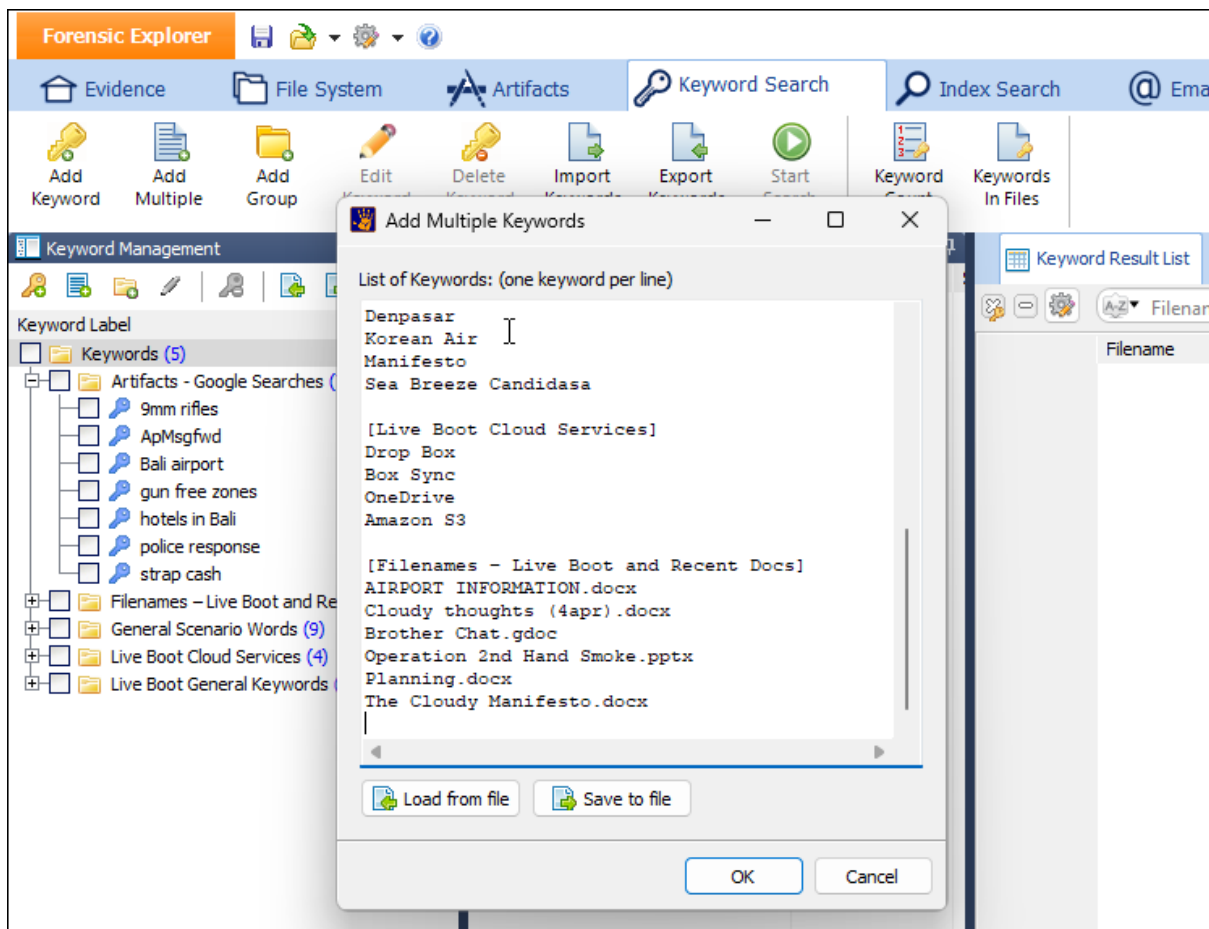 Forensic Explorer
Evidence
File System
Artifacts
Keyword Search
Index Search
Ema
Add Keyword
Add Multiple
Add Group
Edit
Delete
Import
Export
Start
Keyword
Keywords In Files
Add Multiple Keywords
Keyword Management
Keyword Result List
List of Keywords: (one keyword per line)
A-Z
Filenar
Keyword Label
Filename
Keywords (5)
Artifacts - Google Searches (
9mm rifles
ApMsgfwd
Bali airport
gun free zones
hotels in Bali
police response
strap cash
Filenames – Live Boot and Re
General Scenario Words (9)
Live Boot Cloud Services (4)
Live Boot General Keywords (
Denpasar
Korean Air
Manifesto
Sea Breeze Candidasa
[Live Boot Cloud Services]
Drop Box
Box Sync
OneDrive
Amazon S3
[Filenames – Live Boot and Recent Docs]
AIRPORT INFORMATION.docx
Cloudy thoughts (4apr).docx
Brother Chat.gdoc
Operation 2nd Hand Smoke.pptx
Planning.docx
The Cloudy Manifesto.docx
Load from file
Save to file
OK
Cancel